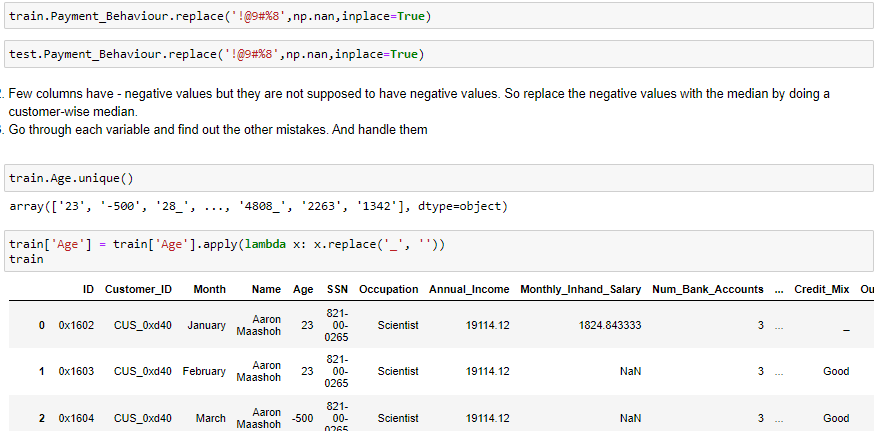 train.Payment_Behaviour.replace('!@9#%8',np.nan,inplace=True)
test.Payment_Behaviour.replace('!@9#%8',np.nan,inplace=True)
. Few columns have - negative values but they are not supposed to have negative values. So replace the negative values with the median by doing a
customer-wise median.
. Go through each variable and find out the other mistakes. And handle them
train.Age.unique()
array(['23', '-500', '28_', ..., '4808_', '2263', '1342'], dtype=object)
train['Age'] = train['Age'].apply(lambda x: x.replace('_', ''))
train
ID Customer_ID Month Name Age SSN Occupation Annual_Income Monthly_Inhand_Salary Num_Bank_Accounts ... Credit_Mix Ou
821-
0 0x1602 CUS_0xd40 January Aaron Maashoh 23 00- Scientist 19114.12 1824.843333 3 ... _
0265
821-
1 0x1603 CUS_0xd40 February Aaron Maashoh 23 00- Scientist 19114.12 NaN 3 ... Good
0265
821-
2 0x1604 CUS_0xd40 March Aaron Maashoh -500 00- Scientist 19114.12 NaN 3 ... Good
0265